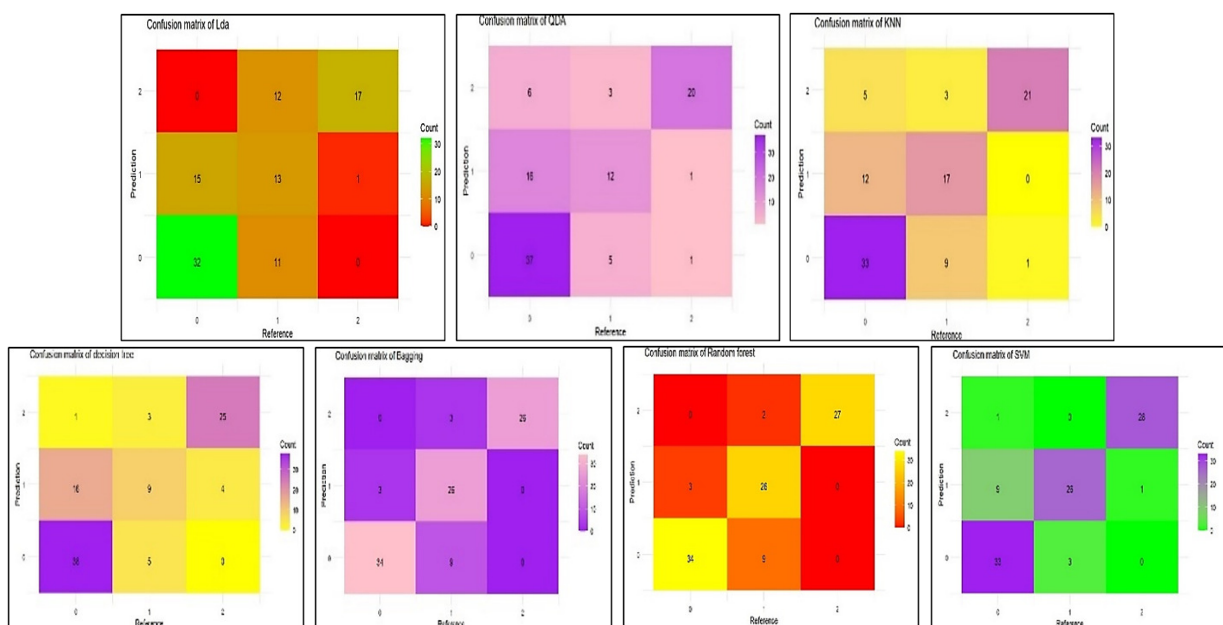 Confusion matrix of Lda
2
0 12 17
Prediction
1
15 13 1
0
32 11 0
0 1 2
Reference
Count
30
20
10
0
Confusion matrix of QDA
2
6 3 20
Prediction
1
16 12 1
0
37 5 1
0 1 2
Reference
Count
30
20
10
Confusion matrix of KNN
2
5 3 21
Prediction
1
12 17 0
0
33 9 1
0 1 2
Reference
Count
30
20
10
0
Confusion matrix of decision tree
2
1 3 25
Prediction
1
16 9 4
0
35 5 3
0 1 2
Reference
Count
30
20
10
0
Confusion matrix of Bagging
2
0 3 26
Prediction
1
3 26 0
0
34 9 0
0 1 2
Reference
Count
30
20
10
0
Confusion matrix of Random forest
2
0 2 27
Prediction
1
3 26 0
0
34 9 0
0 1 2
Reference
Count
30
20
10
0
Confusion matrix of SVM
2
1 0 28
Prediction
1
9 26 1
0
33 3 0
0 1 2
Reference
Count
30
20
10
0